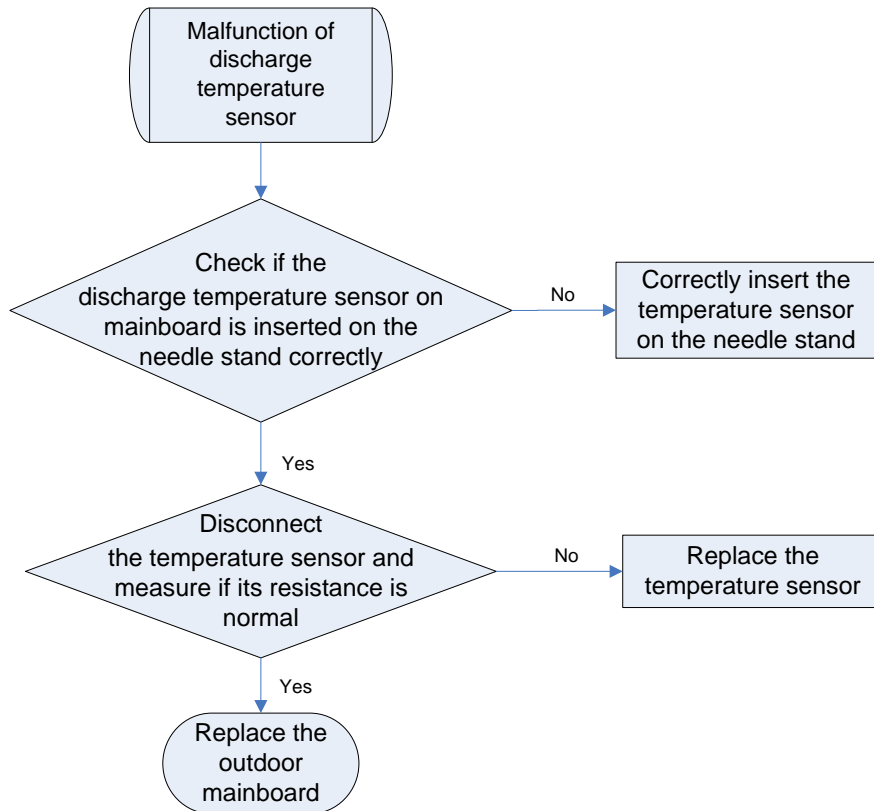 Malfunction of
discharge
temperature
sensor
Check if the
discharge temperature sensor on
mainboard is inserted on the
needle stand correctly
No
Correctly insert the
temperature sensor
on the needle stand
Yes
Disconnect
the temperature sensor and
measure if its resistance is
normal
No
Replace the
temperature sensor
Yes
Replace the
outdoor
mainboard